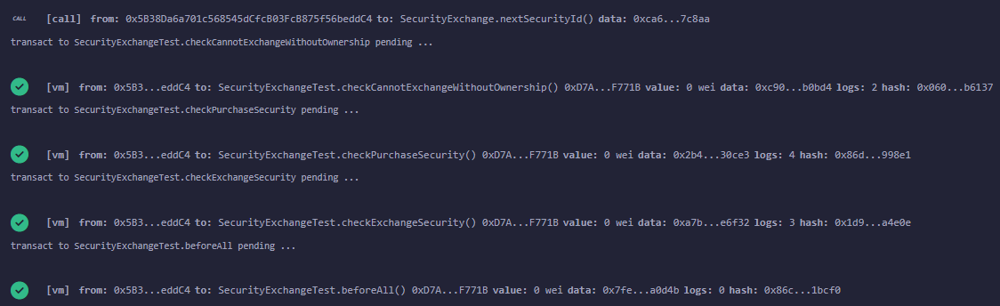 CALL [call] from: 0x5B38Da6a701c568545dCfcB03FcB875f56beddC4 to: SecurityExchange.nextSecurityId() data: 0xca6...7c8aa
transact to SecurityExchangeTest.checkCannotExchangeWithoutOwnership pending ...
[vm] from: 0x5B3...eddC4 to: SecurityExchangeTest.checkCannotExchangeWithoutOwnership() 0xD7A...F771B value: 0 wei data: 0xc90...b0bd4 logs: 2 hash: 0x060...b6137
transact to SecurityExchangeTest.checkPurchaseSecurity pending ...
[vm] from: 0x5B3...eddC4 to: SecurityExchangeTest.checkPurchaseSecurity() 0xD7A...F771B value: 0 wei data: 0x2b4...30ce3 logs: 4 hash: 0x86d...998e1
transact to SecurityExchangeTest.checkExchangeSecurity pending ...
[vm] from: 0x5B3...eddC4 to: SecurityExchangeTest.checkExchangeSecurity() 0xD7A...F771B value: 0 wei data: 0xa7b...e6f32 logs: 3 hash: 0x1d9...a4e0e
transact to SecurityExchangeTest.beforeAll pending ...
[vm] from: 0x5B3...eddC4 to: SecurityExchangeTest.beforeAll() 0xD7A...F771B value: 0 wei data: 0x7fe...a0d4b logs: 0 hash: 0x86c...1bcf0